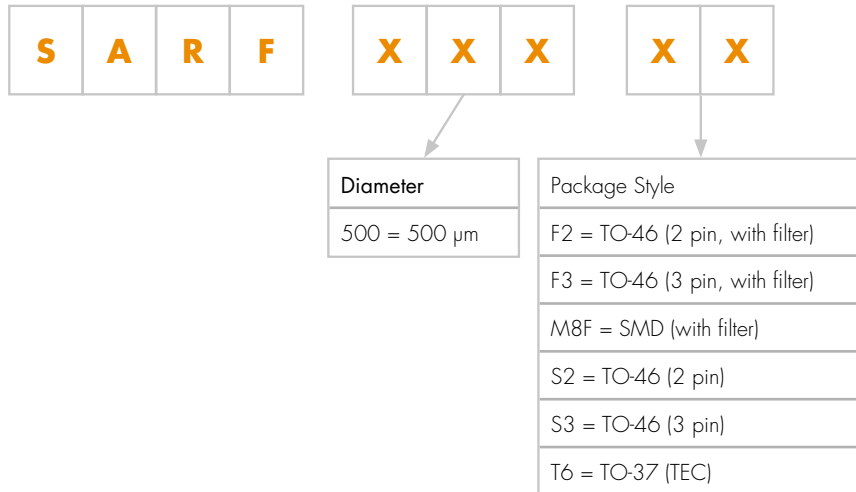 S A R F X X X X X
Diameter
500 = 500 µm
Package Style
F2 = TO-46 (2 pin, with filter)
F3 = TO-46 (3 pin, with filter)
M8F = SMD (with filter)
S2 = TO-46 (2 pin)
S3 = TO-46 (3 pin)
T6 = TO-37 (TEC)